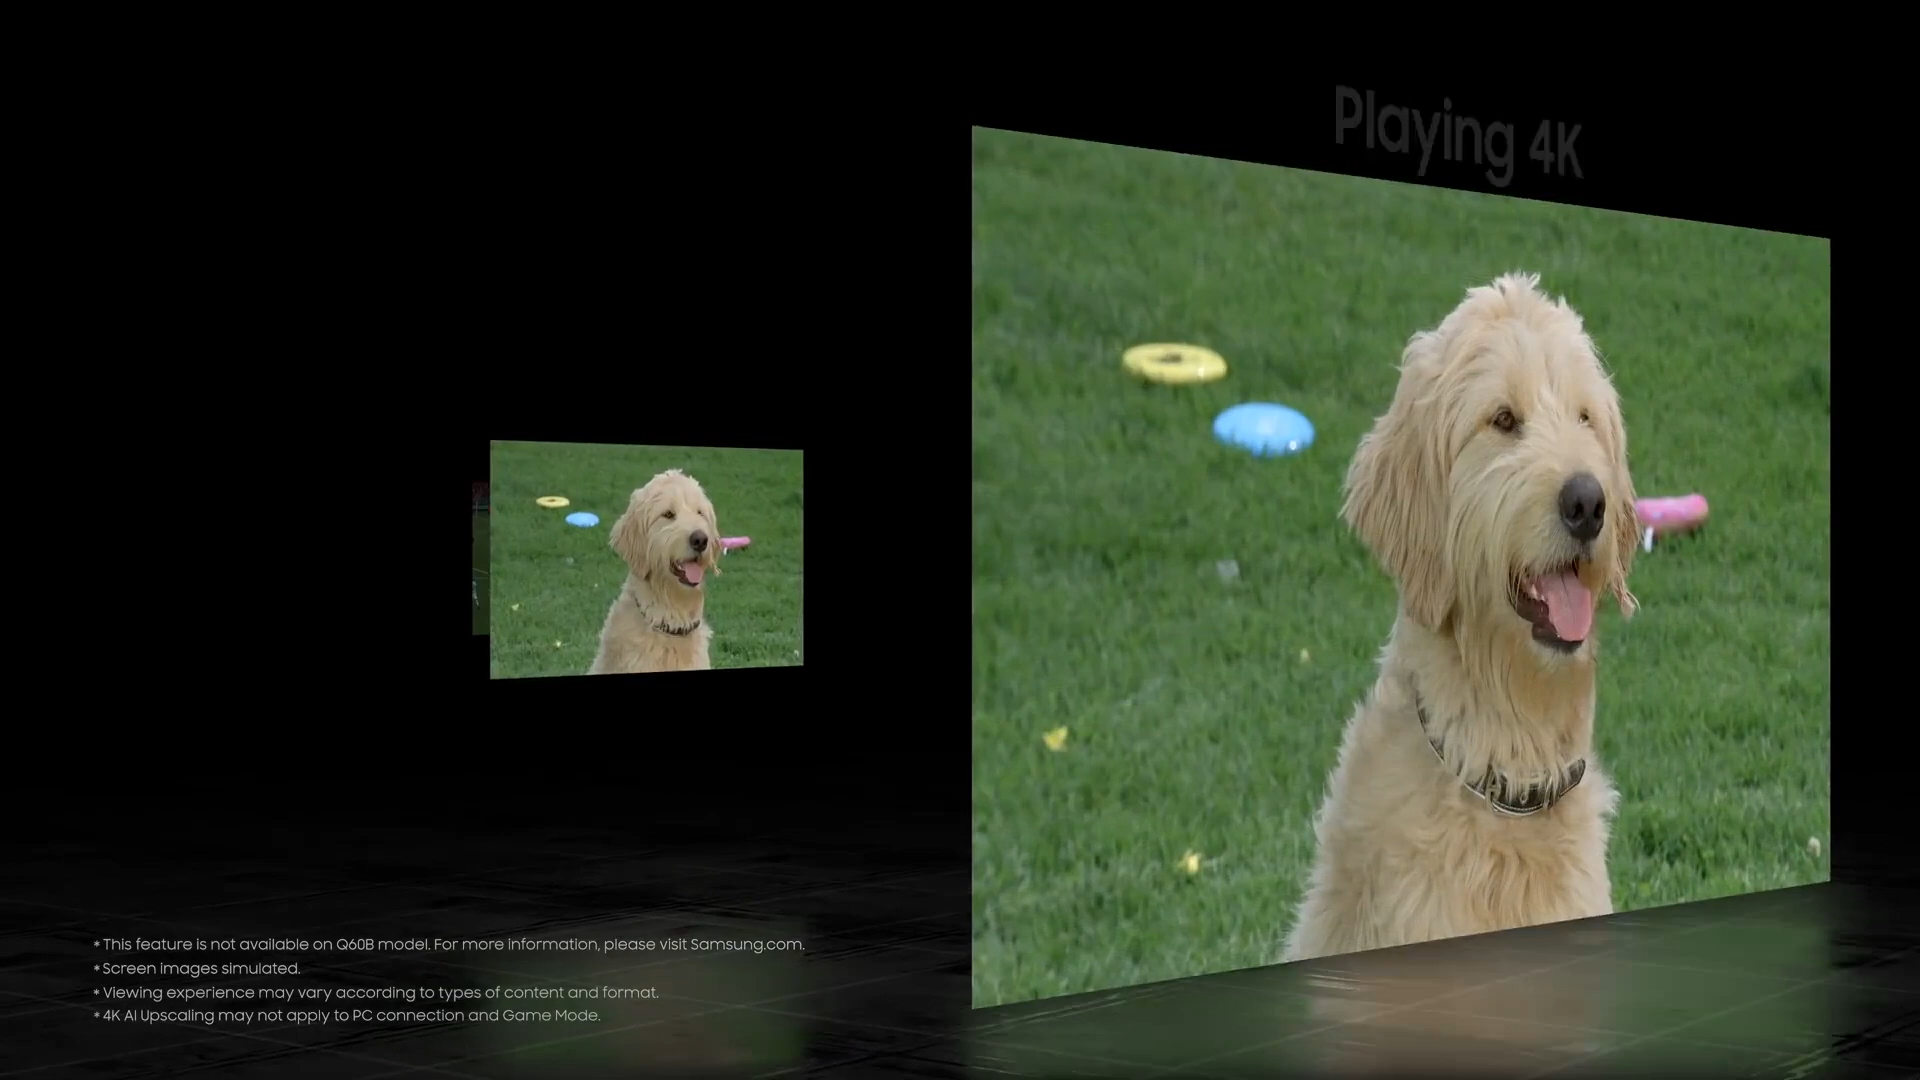 Playing 4K
* This feature is not available on Q60B model. For more information, please visit Samsung.com.
* Screen images simulated.
* Viewing experience may vary according to types of content and format.
* 4K AI Upscaling may not apply to PC connection and Game Mode.